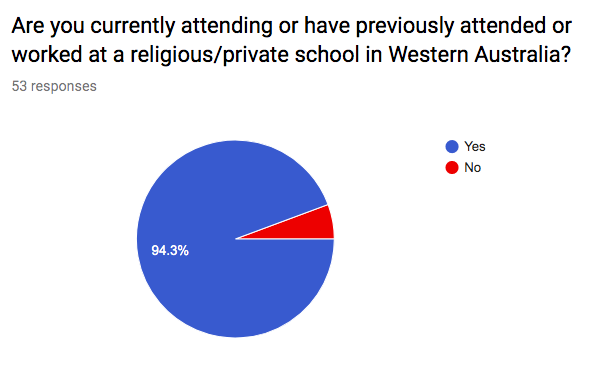 Are you currently attending or have previously attended or
worked at a religious/private school in Western Australia?
53 responses
Yes
No
94.3%